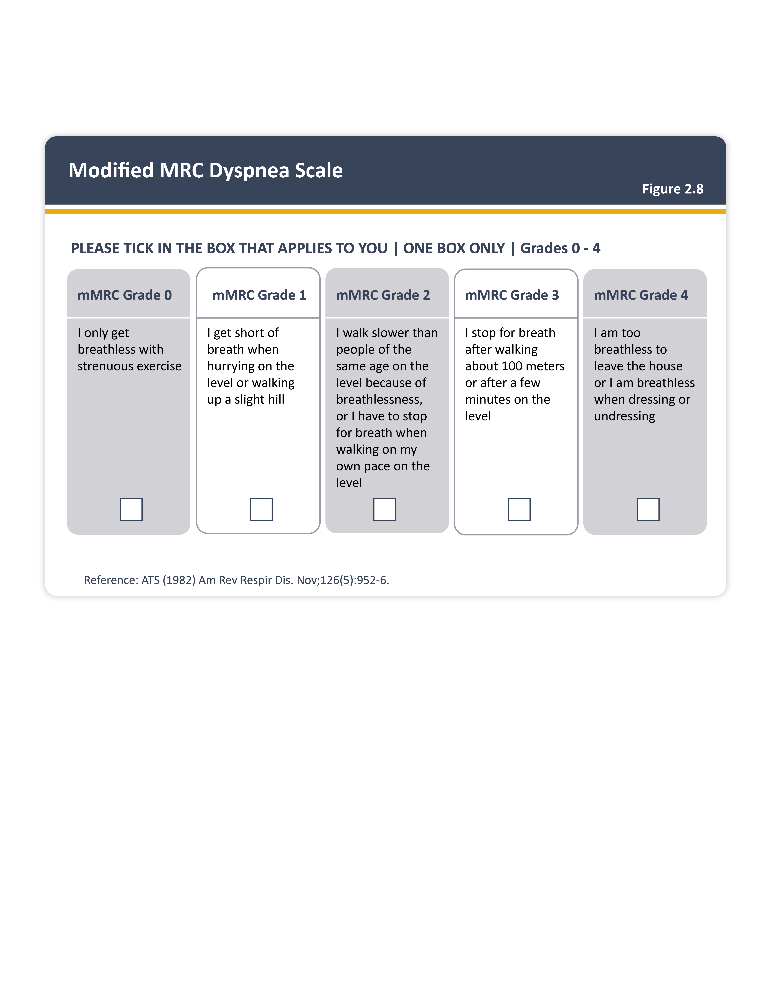 Modified MRC Dyspnea Scale
Figure 2.8
PLEASE TICK IN THE BOX THAT APPLIES TO YOU | ONE BOX ONLY | Grades 0 - 4
mMRC Grade 0
I only get
breathless with
strenuous exercise
mMRC Grade 1
I get short of
breath when
hurrying on the
level or walking
up a slight hill
mMRC Grade 2
I walk slower than
people of the
same age on the
level because of
breathlessness,
or I have to stop
for breath when
walking on my
own pace on the
level
mMRC Grade 3
I stop for breath
after walking
about 100 meters
or after a few
minutes on the
level
mMRC Grade 4
I am too
breathless to
leave the house
or I am breathless
when dressing or
undressing
Reference: ATS (1982) Am Rev Respir Dis. Nov;126(5):952-6.